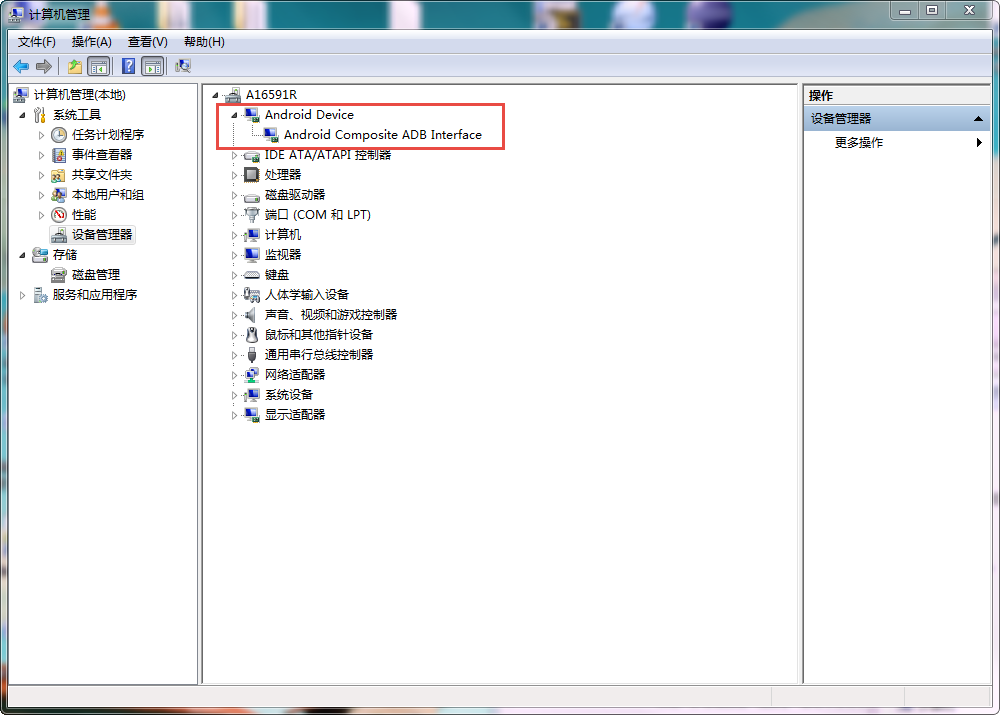 计算机管理
文件(F) 操作(A) 查看(V) 帮助(H)
计算机管理(本地)
系统工具
任务计划程序
事件查看器
共享文件夹
本地用户和组
性能
设备管理器
存储
磁盘管理
服务和应用程序
A16591R
Android Device
Android Composite ADB Interface
IDE ATA/ATAPI 控制器
处理器
磁盘驱动器
端口 (COM 和 LPT)
计算机
监视器
键盘
人体学输入设备
声音、视频和游戏控制器
鼠标和其他指针设备
通用串行总线控制器
网络适配器
系统设备
显示适配器
操作
设备管理器
更多操作